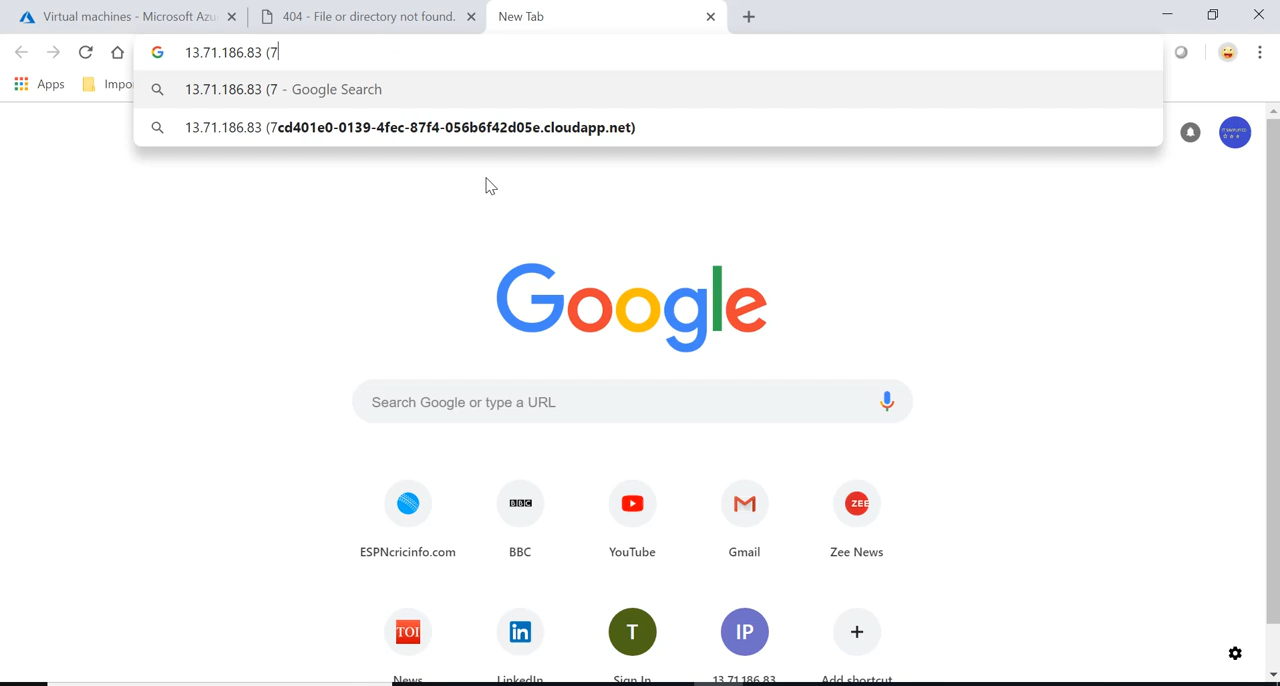 Virtual machines - Microsoft Azu
404 - File or directory not found.
New Tab
13.71.186.83 (7
Apps
Impo
13.71.186.83 (7 - Google Search
13.71.186.83 (7cd401e0-0139-4fec-87f4-056b6f42d05e.cloudapp.net)
Google
Search Google or type a URL
BBC
ZEE
ESPNcricinfo.com
BBC
YouTube
Gmail
Zee News
TOI
in
T
IP
News
LinkedIn
Sign In
13.71.186.83
Add shortcut